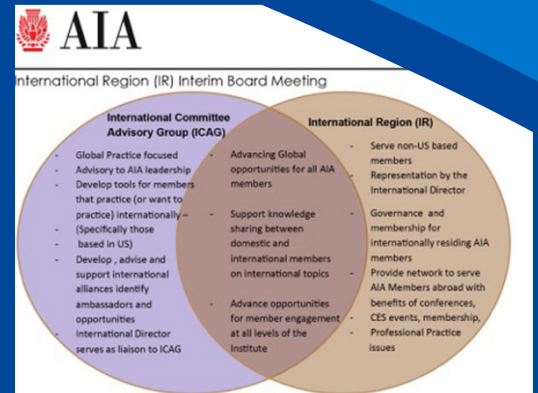 AIA
International Region (IR) Interim Board Meeting
International Committee
Advisory Group (ICAG)
- Global Practice focused
- Advisory to AIA leadership
- Develop tools for members
that practice (or want to
practice) internationally –
- (Specifically those
- based in US)
- Develop , advise and
support international
alliances identify
ambassadors and
opportunities
- International Director
serves as liaison to ICAG
- Advancing Global
opportunities for all AIA
members
- Support knowledge
sharing between
domestic and
international members
on international topics
- Advance opportunities
for member engagement
at all levels of the
Institute
International Region (IR)
- Serve non-US based
members
- Representation by the
International Director
- Governance and
membership for
internationally residing AIA
members
- Provide network to serve
AIA Members abroad with
benefits of conferences,
- CES events, membership,
- Professional Practice
issues